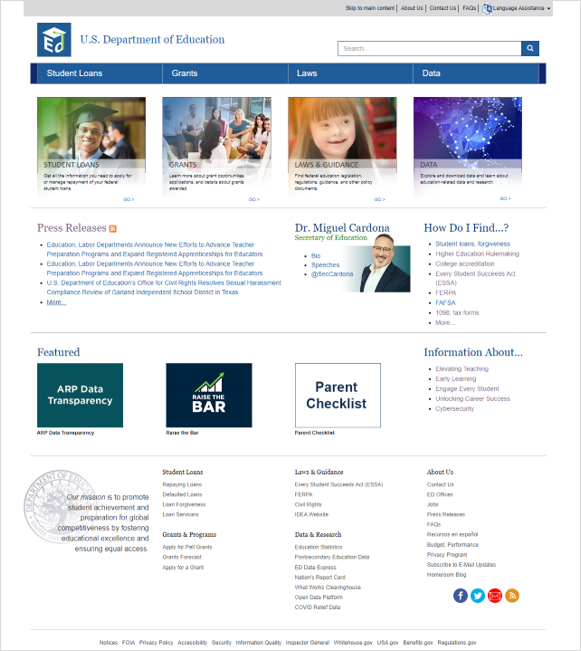 Skip to main content | About Us | Contact Us | FAQs | Language Assistance
ED
U.S. Department of Education
Search...
Student Loans
Grants
Laws
Data
STUDENT LOANS
Get all the information you need to apply for
or manage repayment of your federal
student loans.
GO >
GRANTS
Learn more about grant opportunities,
applications, and details about grants
awarded.
GO >
LAWS & GUIDANCE
Find federal education legislation,
regulations, guidance, and other policy
documents.
GO >
DATA
Explore and download data and learn about
education-related data and research.
GO >
Press Releases
Education, Labor Departments Announce New Efforts to Advance Teacher
Preparation Programs and Expand Registered Apprenticeships for Educators
Education, Labor Departments Announce New Efforts to Advance Teacher
Preparation Programs and Expand Registered Apprenticeships for Educators
U.S. Department of Education's Office for Civil Rights Resolves Sexual Harassment
Compliance Review of Garland Independent School District in Texas
More...
Dr. Miguel Cardona
Secretary of Education
Bio
Speeches
@SecCardona
How Do I Find...?
Student loans, forgiveness
Higher Education Rulemaking
College accreditation
Every Student Succeeds Act
(ESSA)
FERPA
FAFSA
1098, tax forms
More...
Featured
ARP Data
Transparency
ARP Data Transparency
RAISE THE
BAR
Raise the Bar
Parent
Checklist
Parent Checklist
Information About...
Elevating Teaching
Early Learning
Engage Every Student
Unlocking Career Success
Cybersecurity
Our mission is to promote
student achievement and
preparation for global
competitiveness by fostering
educational excellence and
ensuring equal access.
Student Loans
Repaying Loans
Defaulted Loans
Loan Forgiveness
Loan Servicers
Grants & Programs
Apply for Pell Grants
Grants Forecast
Apply for a Grant
Laws & Guidance
Every Student Succeeds Act (ESSA)
FERPA
Civil Rights
IDEA Website
Data & Research
Education Statistics
Postsecondary Education Data
ED Data Express
Nation's Report Card
What Works Clearinghouse
Open Data Platform
COVID Relief Data
About Us
Contact Us
ED Offices
Jobs
Press Releases
FAQs
Recursos en español
Budget, Performance
Privacy Program
Subscribe to E-Mail Updates
Homeroom Blog
Notices FOIA Privacy Policy Accessibility Security Information Quality Inspector General Whitehouse.gov USA.gov Benefits.gov Regulations.gov